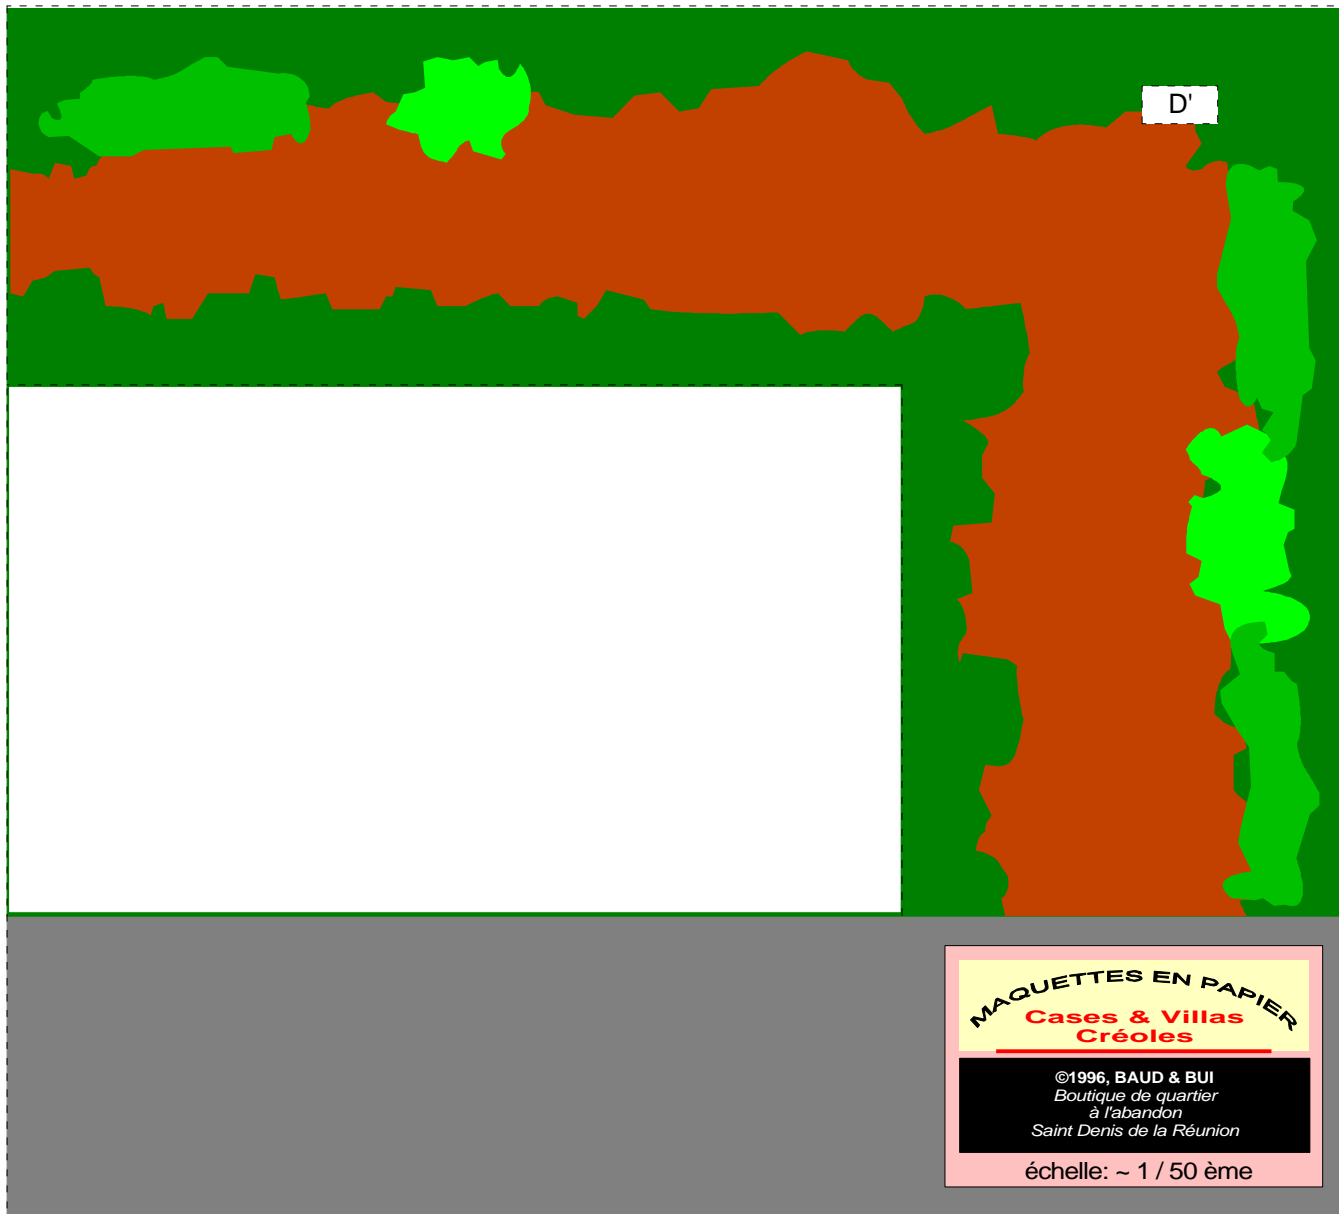 D'
MAQUETTES EN PAPIER
Cases & Villas
Créoles
©1996, BAUD & BUI
Boutique de quartier
à l'abandon
Saint Denis de la Réunion
échelle: ~ 1 / 50 ème